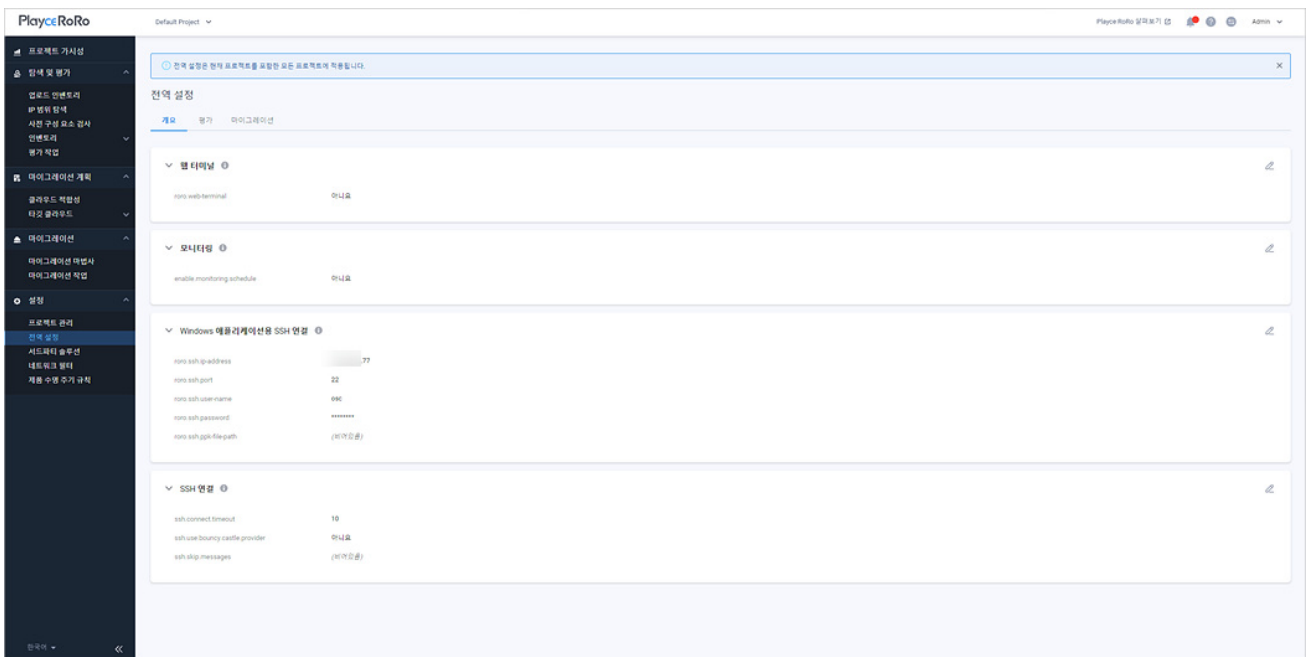 PlayceRoRo
Default Project
Playce RoRo 살펴보기
Admin
프로젝트 가시성
탐색 및 평가
업로드 인벤토리
IP 범위 탐색
사전 구성 요소 검사
인벤토리
평가 작업
마이그레이션 계획
클라우드 적합성
타깃 클라우드
마이그레이션
마이그레이션 마법사
마이그레이션 작업
설정
프로젝트 관리
전역 설정
서드파티 솔루션
네트워크 필터
제품 수명 주기 규칙
한국어
전역 설정은 현재 프로젝트를 포함한 모든 프로젝트에 적용됩니다.
전역 설정
개요 평가 마이그레이션
웹 터미널
roro.web-terminal 아니요
모니터링
enable.monitoring.schedule 아니요
Windows 애플리케이션용 SSH 연결
roro.ssh.ip-address .77
roro.ssh.port 22
roro.ssh.user-name osc
roro.ssh.password ********
roro.ssh.ppk-file-path (비어있음)
SSH 연결
ssh.connect.timeout 10
ssh.use.bouncy.castle.provider 아니요
ssh.skip.messages (비어있음)